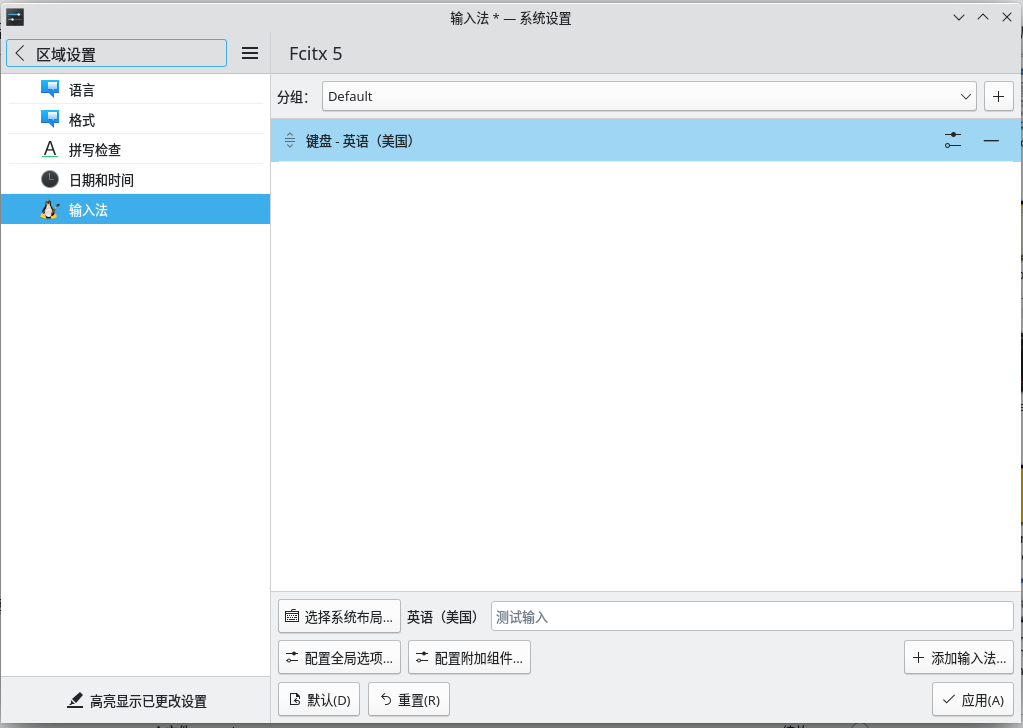 输入法 * — 系统设置
区域设置
Fcitx 5
语言
格式
拼写检查
日期和时间
输入法
分组：
Default
键盘 - 英语（美国）
选择系统布局...
英语（美国）
测试输入
配置全局选项...
配置附加组件...
添加输入法...
高亮显示已更改设置
默认(D)
重置(R)
应用(A)